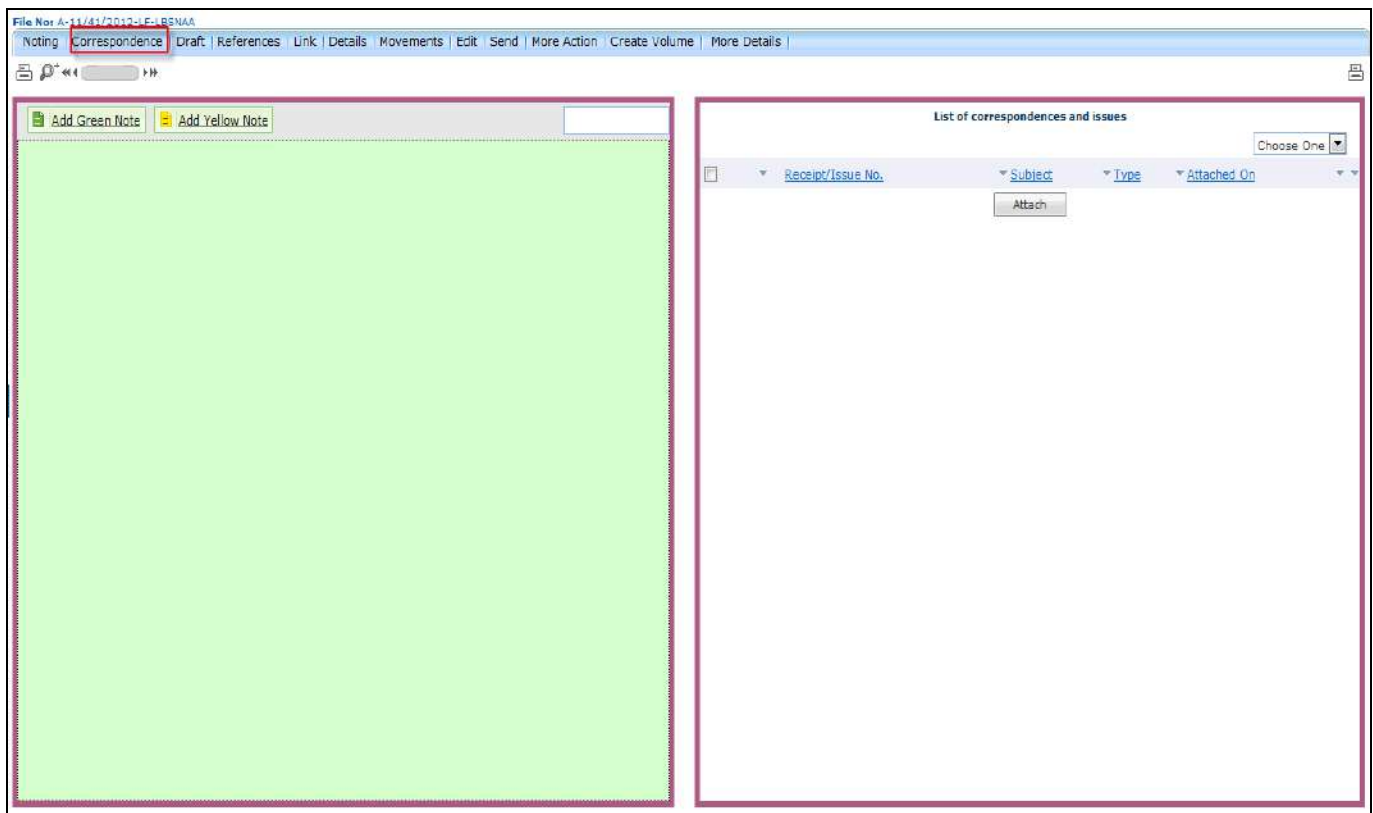 File No: A-11/41/2012-LF-LBSNAA
Noting | Correspondence | Draft | References | Link | Details | Movements | Edit | Send | More Action | Create Volume | More Details |
Add Green Note Add Yellow Note
List of correspondences and issues
Choose One
Receipt/Issue No. Subject Type Attached On
Attach